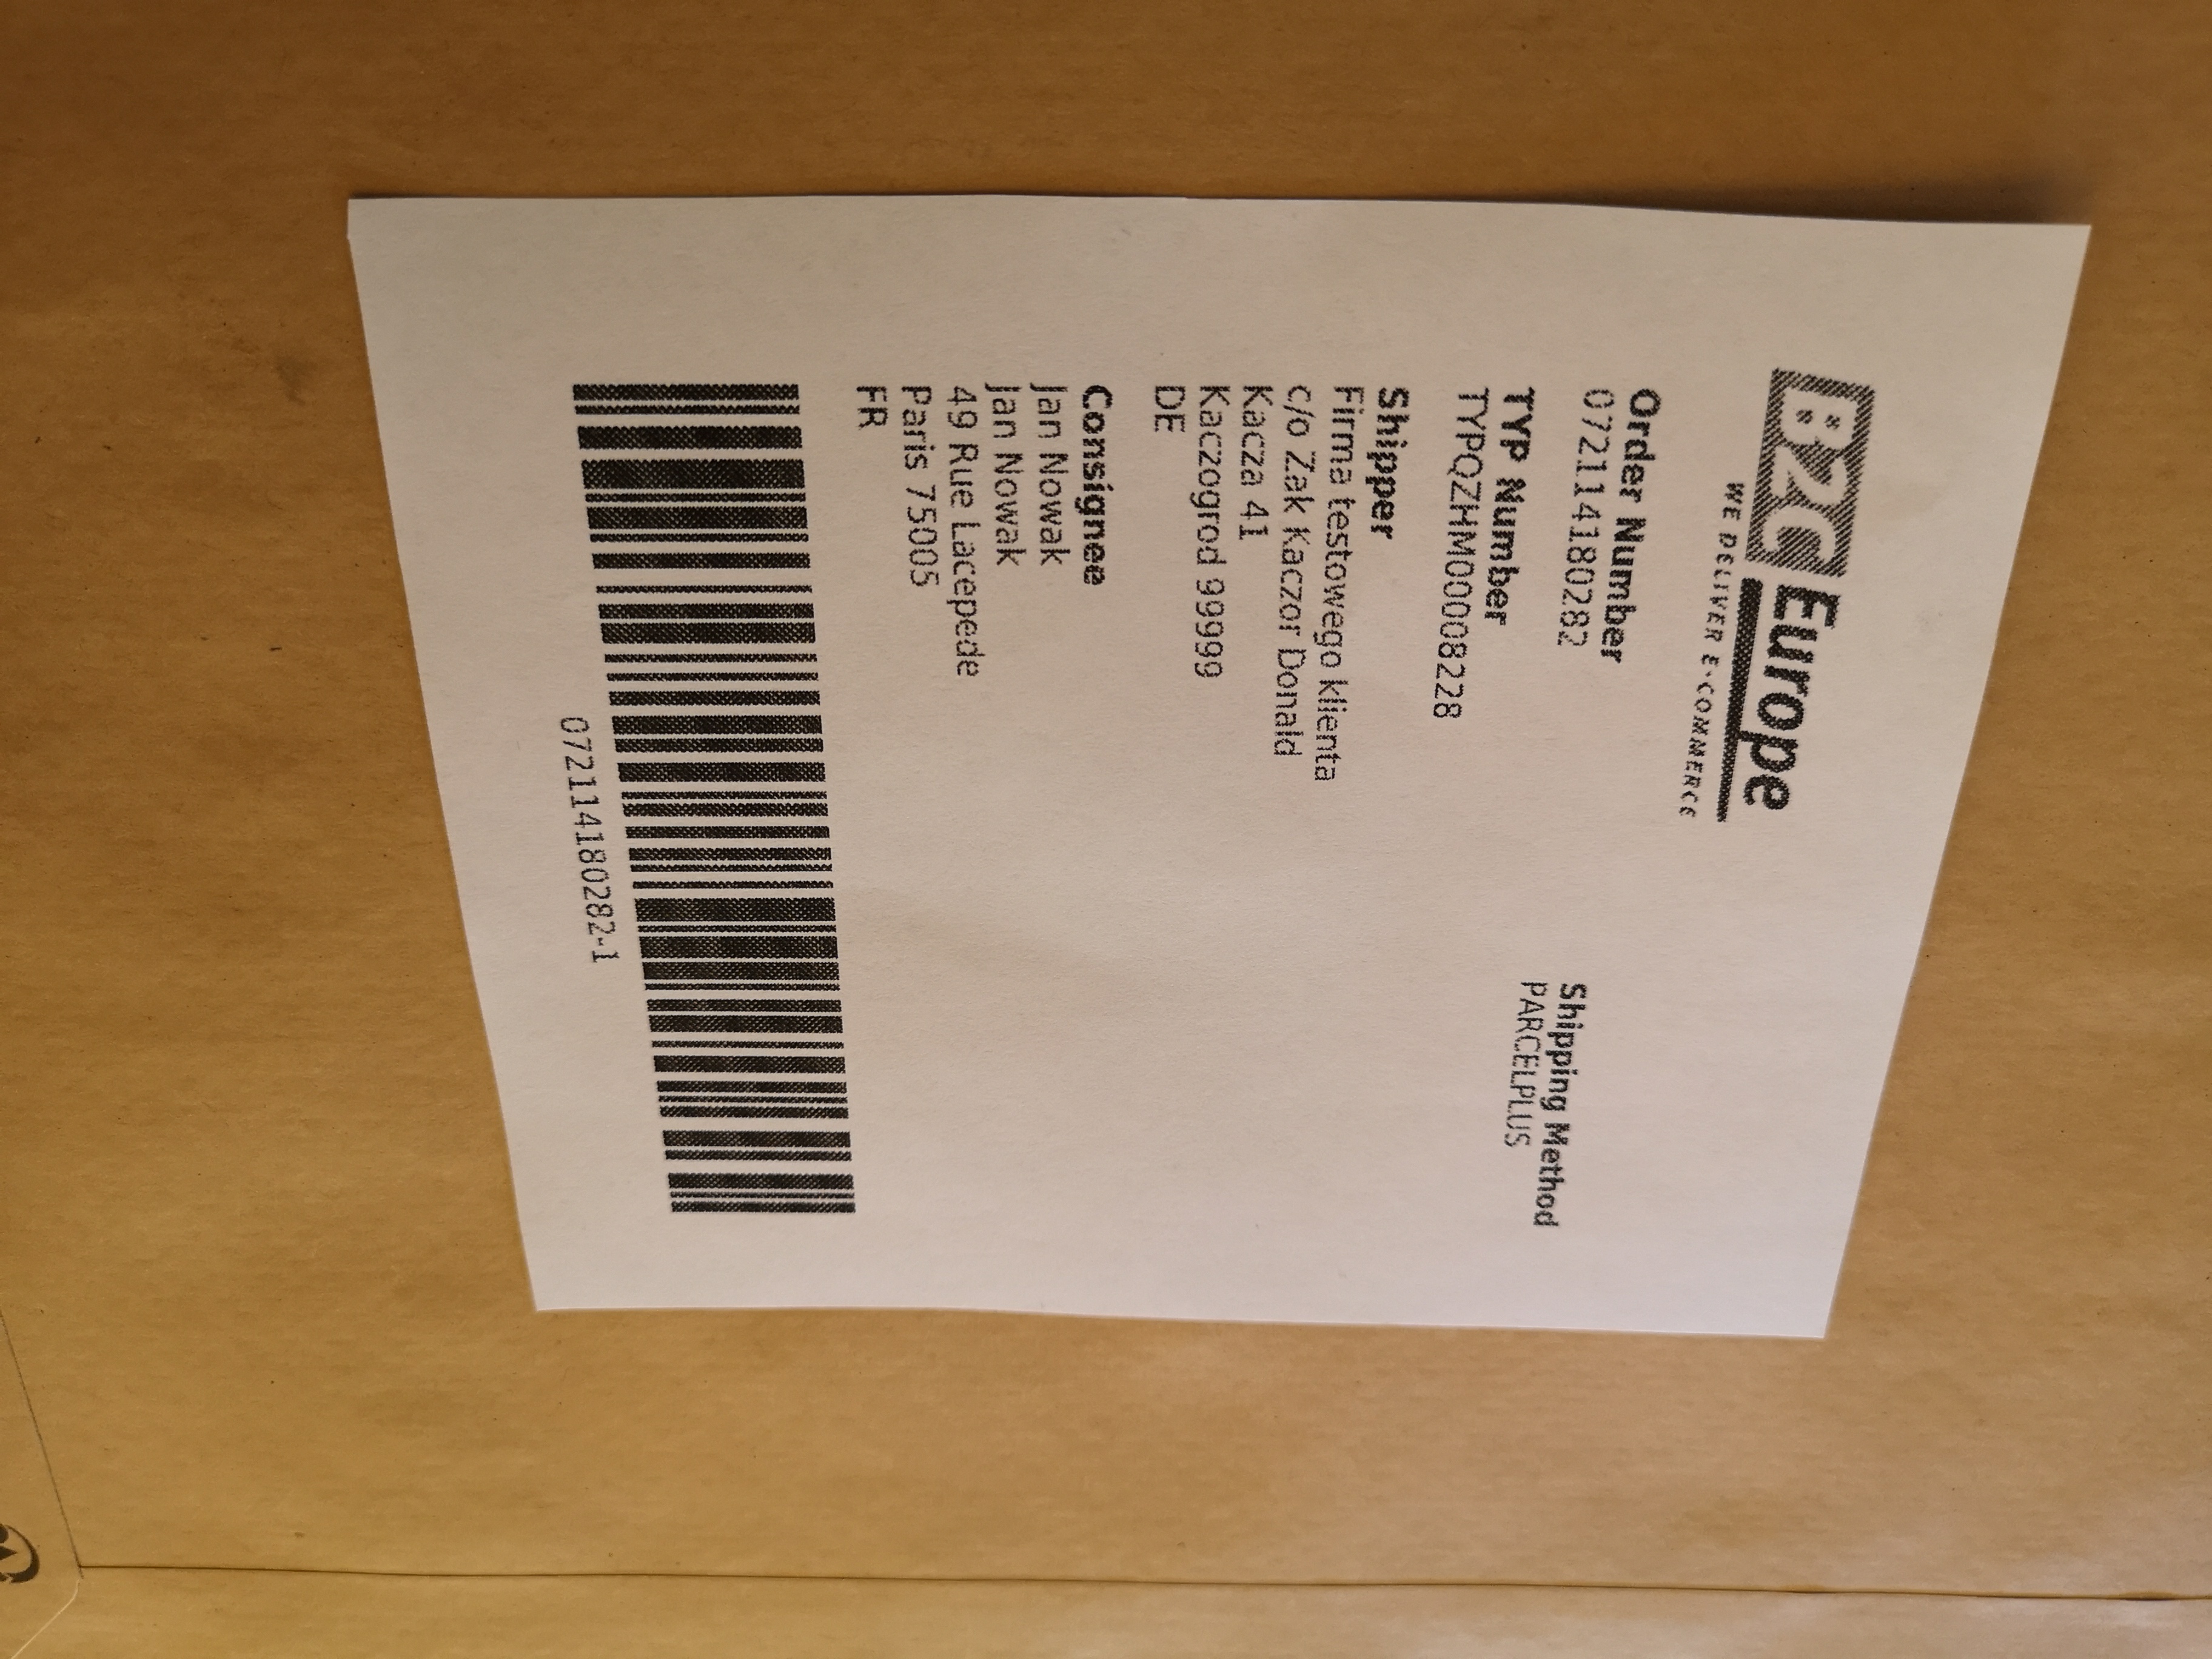 B2C Europe
WE DELIVER E-COMMERCE
Order Number
072114180282
Shipping Method
PARCELPLUS
TYP Number
TYPQZHM00008228
Shipper
Firma testowego klienta
c/o Zak Kaczor Donald
Kacza 41
Kaczogrod 99999
DE
Consignee
Jan Nowak
Jan Nowak
49 Rue Lacepede
Paris 75005
FR
072114180282-1